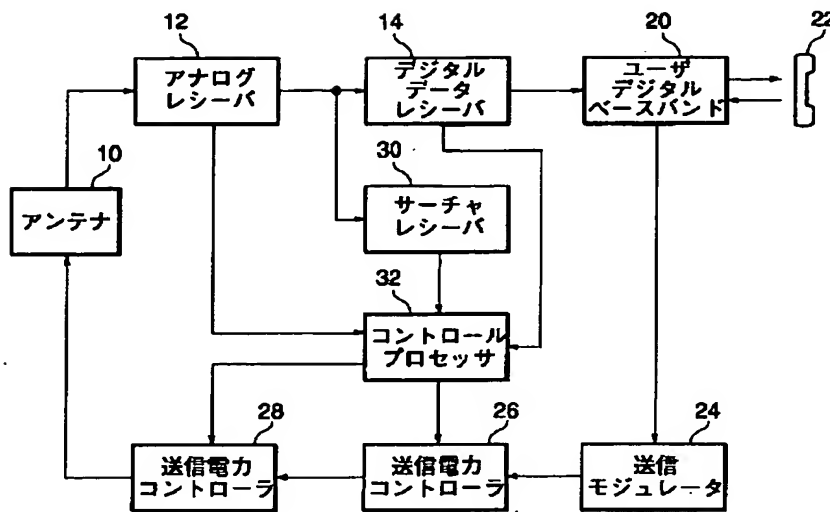 12
アナログ
レシーバ
14
デジタル
データ
レシーバ
20
ユーザ
デジタル
ベースバンド
22
10
アンテナ
30
サーチャ
レシーバ
32
コントロール
プロセッサ
28
送信電力
コントローラ
26
送信電力
コントローラ
24
送信
モジュレータ